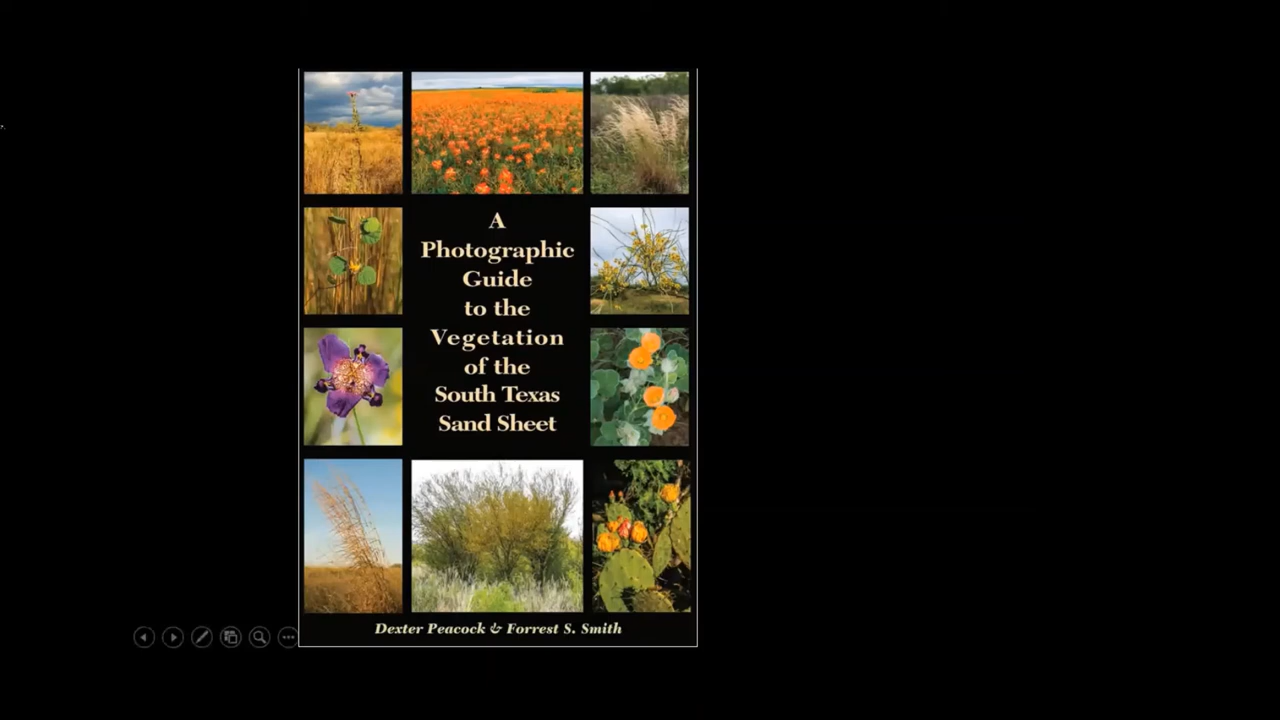 A
Photographic
Guide
to the
Vegetation
of the
South Texas
Sand Sheet
Dexter Peacock & Forrest S. Smith